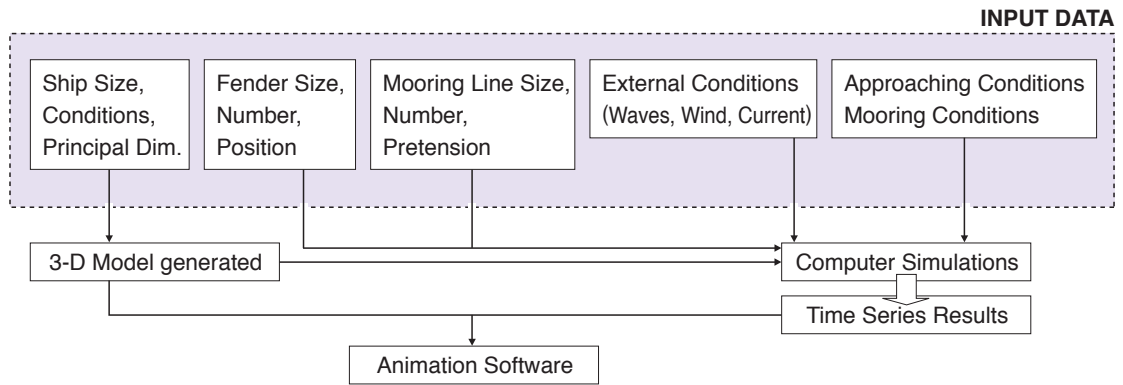 INPUT DATA
Ship Size,
Conditions,
Principal Dim.
Fender Size,
Number,
Position
Mooring Line Size,
Number,
Pretension
External Conditions
(Waves, Wind, Current)
Approaching Conditions
Mooring Conditions
3-D Model generated
Computer Simulations
Time Series Results
Animation Software